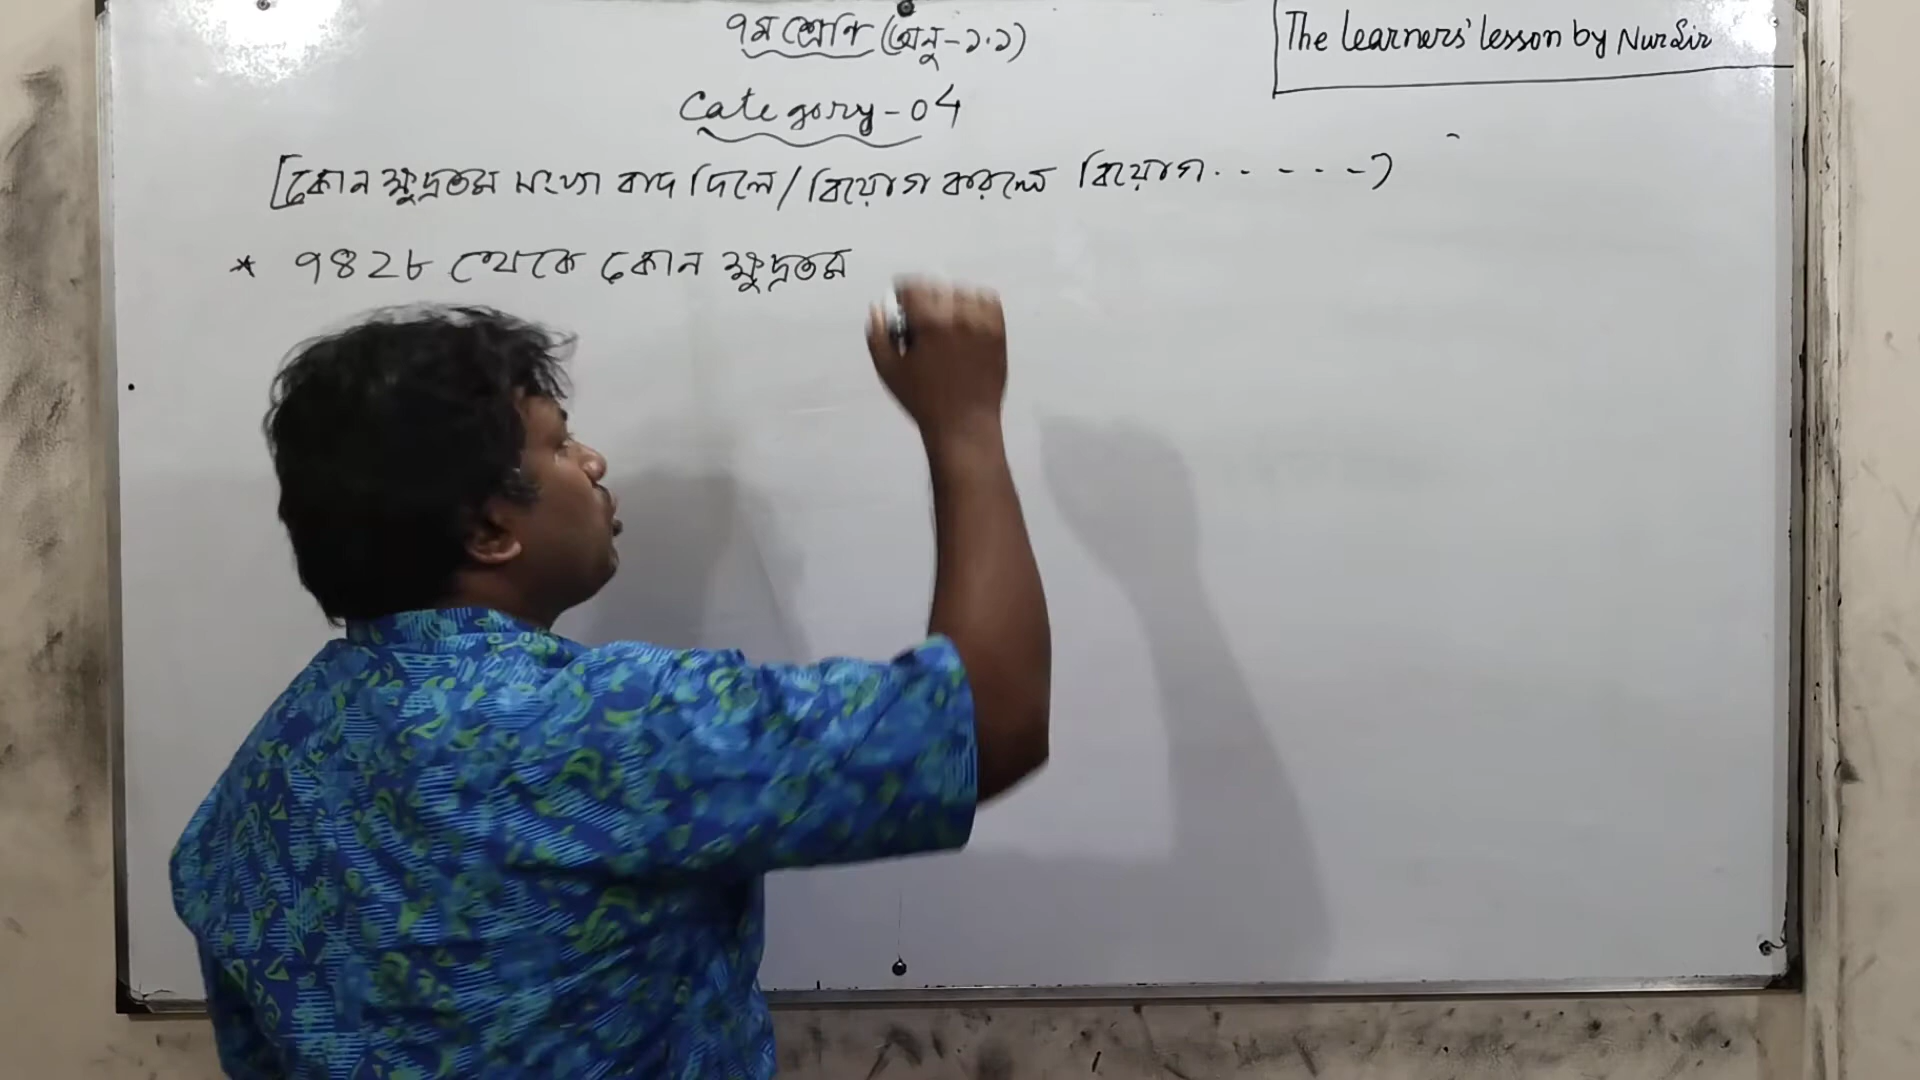 ৭ম শ্রেণি (অনু-১.১)
The learners' lesson by Nur Sir
Category-04
[কোন ক্ষুদ্রতম সংখ্যা বাদ দিলে/বিয়োগ করলে বিয়োগ.-----)
* ৭৪২৮ থেকে কোন ক্ষুদ্রতম